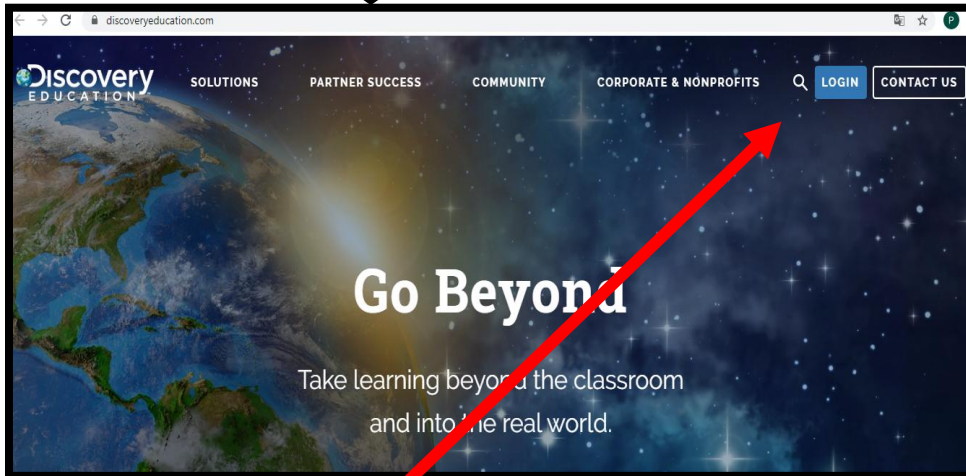 discoveryeducation.com
P
DISCOVERY
EDUCATION
SOLUTIONS
PARTNER SUCCESS
COMMUNITY
CORPORATE & NONPROFITS
LOGIN
CONTACT US
Go Beyond
Take learning beyond the classroom
and into the real world.